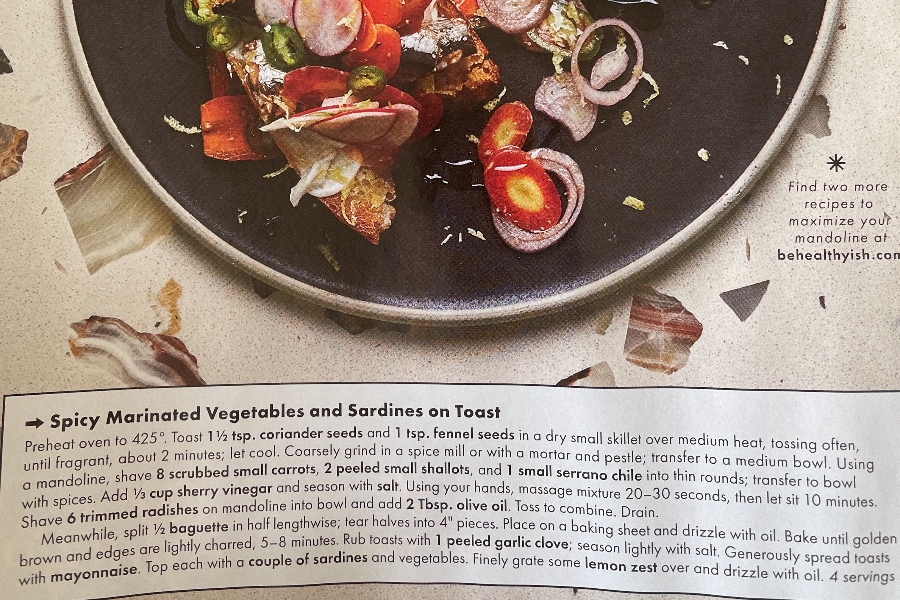 ✳
Find two more
recipes to
maximize your
mandoline at
behealthyish.com
➞ Spicy Marinated Vegetables and Sardines on Toast
Preheat oven to 425°. Toast 1½ tsp. coriander seeds and 1 tsp. fennel seeds in a dry small skillet over medium heat, tossing often,
until fragrant, about 2 minutes; let cool. Coarsely grind in a spice mill or with a mortar and pestle; transfer to a medium bowl. Using
a mandoline, shave 8 scrubbed small carrots, 2 peeled small shallots, and 1 small serrano chile into thin rounds; transfer to bowl
with spices. Add ⅓ cup sherry vinegar and season with salt. Using your hands, massage mixture 20–30 seconds, then let sit 10 minutes.
Shave 6 trimmed radishes on mandoline into bowl and add 2 Tbsp. olive oil. Toss to combine. Drain.
Meanwhile, split ½ baguette in half lengthwise; tear halves into 4" pieces. Place on a baking sheet and drizzle with oil. Bake until golden
brown and edges are lightly charred, 5–8 minutes. Rub toasts with 1 peeled garlic clove; season lightly with salt. Generously spread toasts
with mayonnaise. Top each with a couple of sardines and vegetables. Finely grate some lemon zest over and drizzle with oil. 4 servings